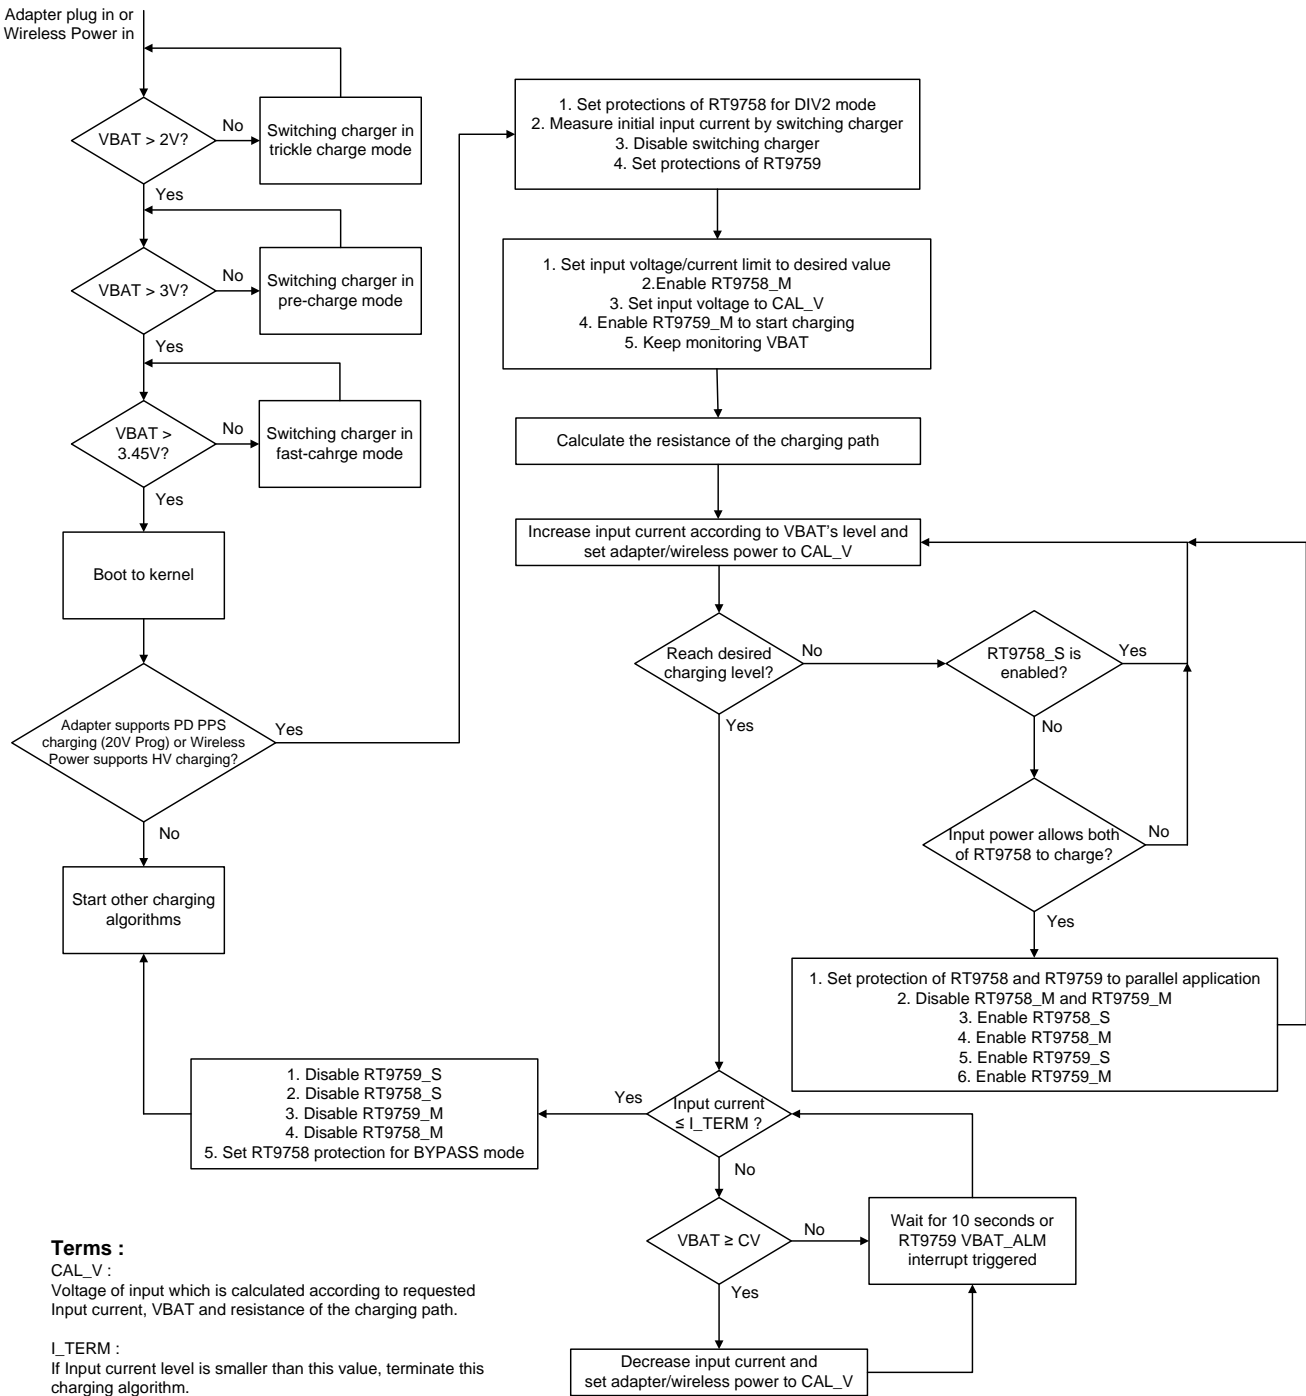 Adapter plug in or
Wireless Power in
VBAT > 2V?
No
Switching charger in
trickle charge mode
Yes
VBAT > 3V?
No
Switching charger in
pre-charge mode
Yes
VBAT >
3.45V?
No
Switching charger in
fast-cahrge mode
Yes
Boot to kernel
Adapter supports PD PPS
charging (20V Prog) or Wireless
Power supports HV charging?
Yes
No
Start other charging
algorithms
1. Set protections of RT9758 for DIV2 mode
2. Measure initial input current by switching charger
3. Disable switching charger
4. Set protections of RT9759
1. Set input voltage/current limit to desired value
2.Enable RT9758_M
3. Set input voltage to CAL_V
4. Enable RT9759_M to start charging
5. Keep monitoring VBAT
Calculate the resistance of the charging path
Increase input current according to VBAT's level and
set adapter/wireless power to CAL_V
Reach desired
charging level?
No
Yes
RT9758_S is
enabled?
Yes
No
Input power allows both
of RT9758 to charge?
No
Yes
1. Set protection of RT9758 and RT9759 to parallel application
2. Disable RT9758_M and RT9759_M
3. Enable RT9758_S
4. Enable RT9758_M
5. Enable RT9759_S
6. Enable RT9759_M
Input current
≤ I_TERM ?
Yes
No
1. Disable RT9759_S
2. Disable RT9758_S
3. Disable RT9759_M
4. Disable RT9758_M
5. Set RT9758 protection for BYPASS mode
VBAT ≥ CV
No
Yes
Wait for 10 seconds or
RT9759 VBAT_ALM
interrupt triggered
Decrease input current and
set adapter/wireless power to CAL_V
Terms :
CAL_V :
Voltage of input which is calculated according to requested
Input current, VBAT and resistance of the charging path.
I_TERM :
If Input current level is smaller than this value, terminate this
charging algorithm.